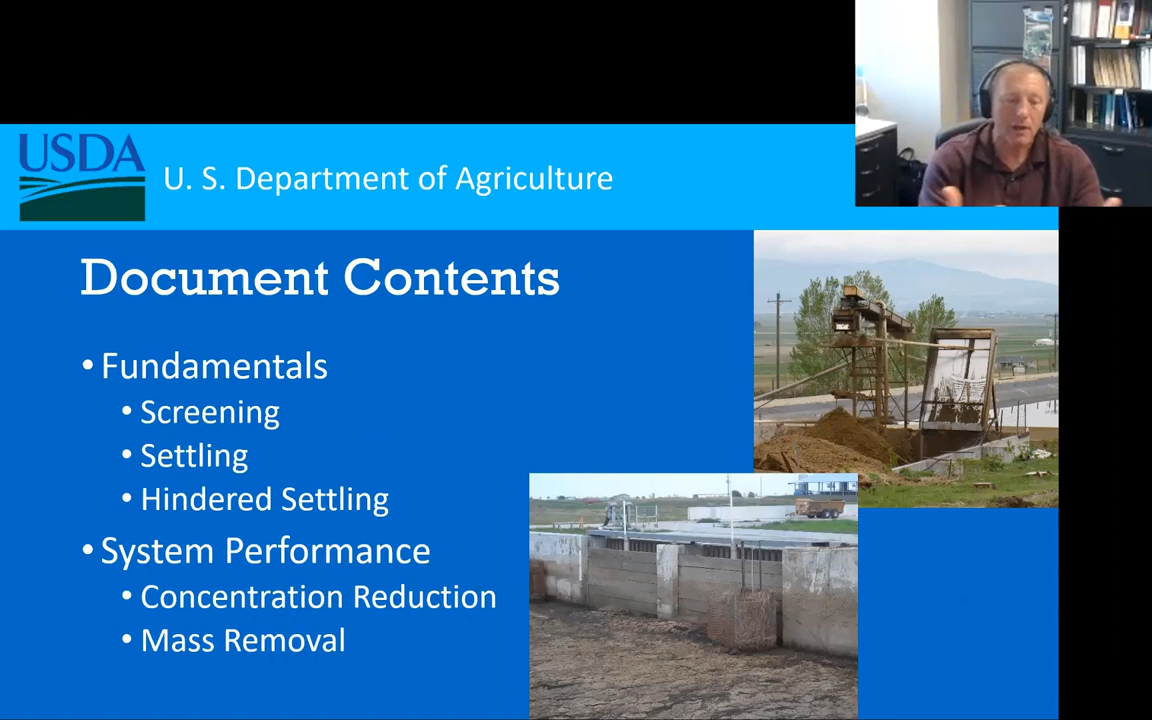 USDA
U. S. Department of Agriculture
Document Contents
• Fundamentals
• Screening
• Settling
• Hindered Settling
• System Performance
• Concentration Reduction
• Mass Removal